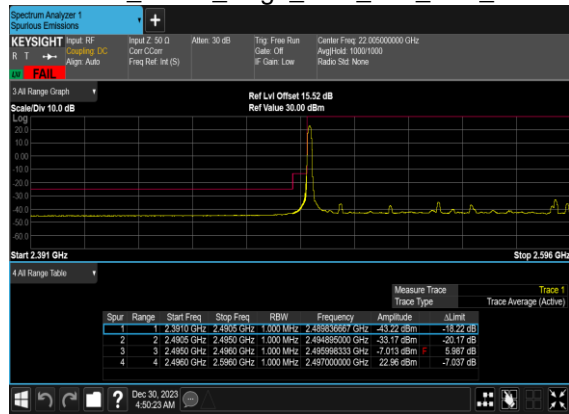 Spectrum Analyzer 1
Spurious Emissions
KEYSIGHT Input: RF Input Z: 50 Ω Atten: 30 dB Trig: Free Run Center Freq: 22.005000000 GHz
R T Coupling: DC Corr CCorr Gate: Off Avg|Hold: 1000/1000
Align: Auto Freq Ref: Int (S) IF Gain: Low Radio Std: None
LV FAIL
3 All Range Graph
Ref Lvl Offset 15.52 dB
Scale/Div 10.0 dB Ref Value 30.00 dBm
Log
20.0
10.0
0.00
-10.0
-20.0
-30.0
-40.0
-50.0
-60.0
Start 2.391 GHz Stop 2.596 GHz
4 All Range Table
Measure Trace Trace 1
Trace Type Trace Average (Active)
Spur Range Start Freq Stop Freq RBW Frequency Amplitude ΔLimit
1 1 2.3910 GHz 2.4905 GHz 1.000 MHz 2.489836667 GHz -43.22 dBm -18.22 dB
2 2 2.4905 GHz 2.4950 GHz 1.000 MHz 2.494895000 GHz -33.17 dBm -20.17 dB
3 3 2.4950 GHz 2.4960 GHz 1.000 MHz 2.495998333 GHz -7.013 dBm F 5.987 dB
4 4 2.4960 GHz 2.5960 GHz 1.000 MHz 2.497000000 GHz 22.96 dBm -7.037 dB
? Dec 30, 2023
4:50:23 AM